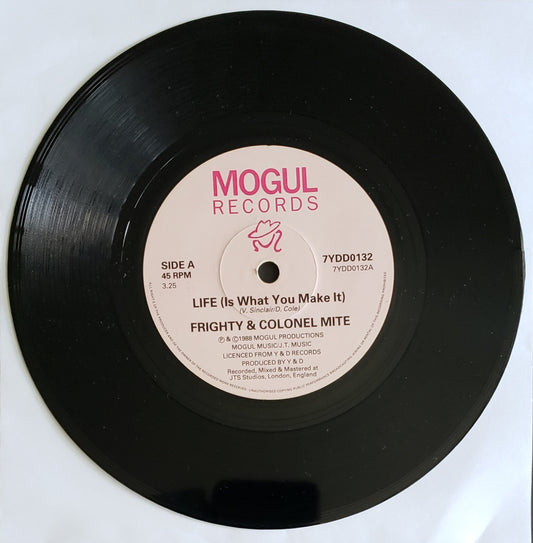 MOGUL
RECORDS
SIDE A
45 RPM
3.25
7YDD0132
7YDD0132A
LIFE (Is What You Make It)
(V. Sinclair/D. Cole)
FRIGHTY & COLONEL MITE
℗ & ©1988 MOGUL PRODUCTIONS
MOGUL MUSIC/J.T. MUSIC
LICENCED FROM Y & D RECORDS
PRODUCED BY Y & D
Recorded, Mixed & Mastered at
JTS Studios, London, England